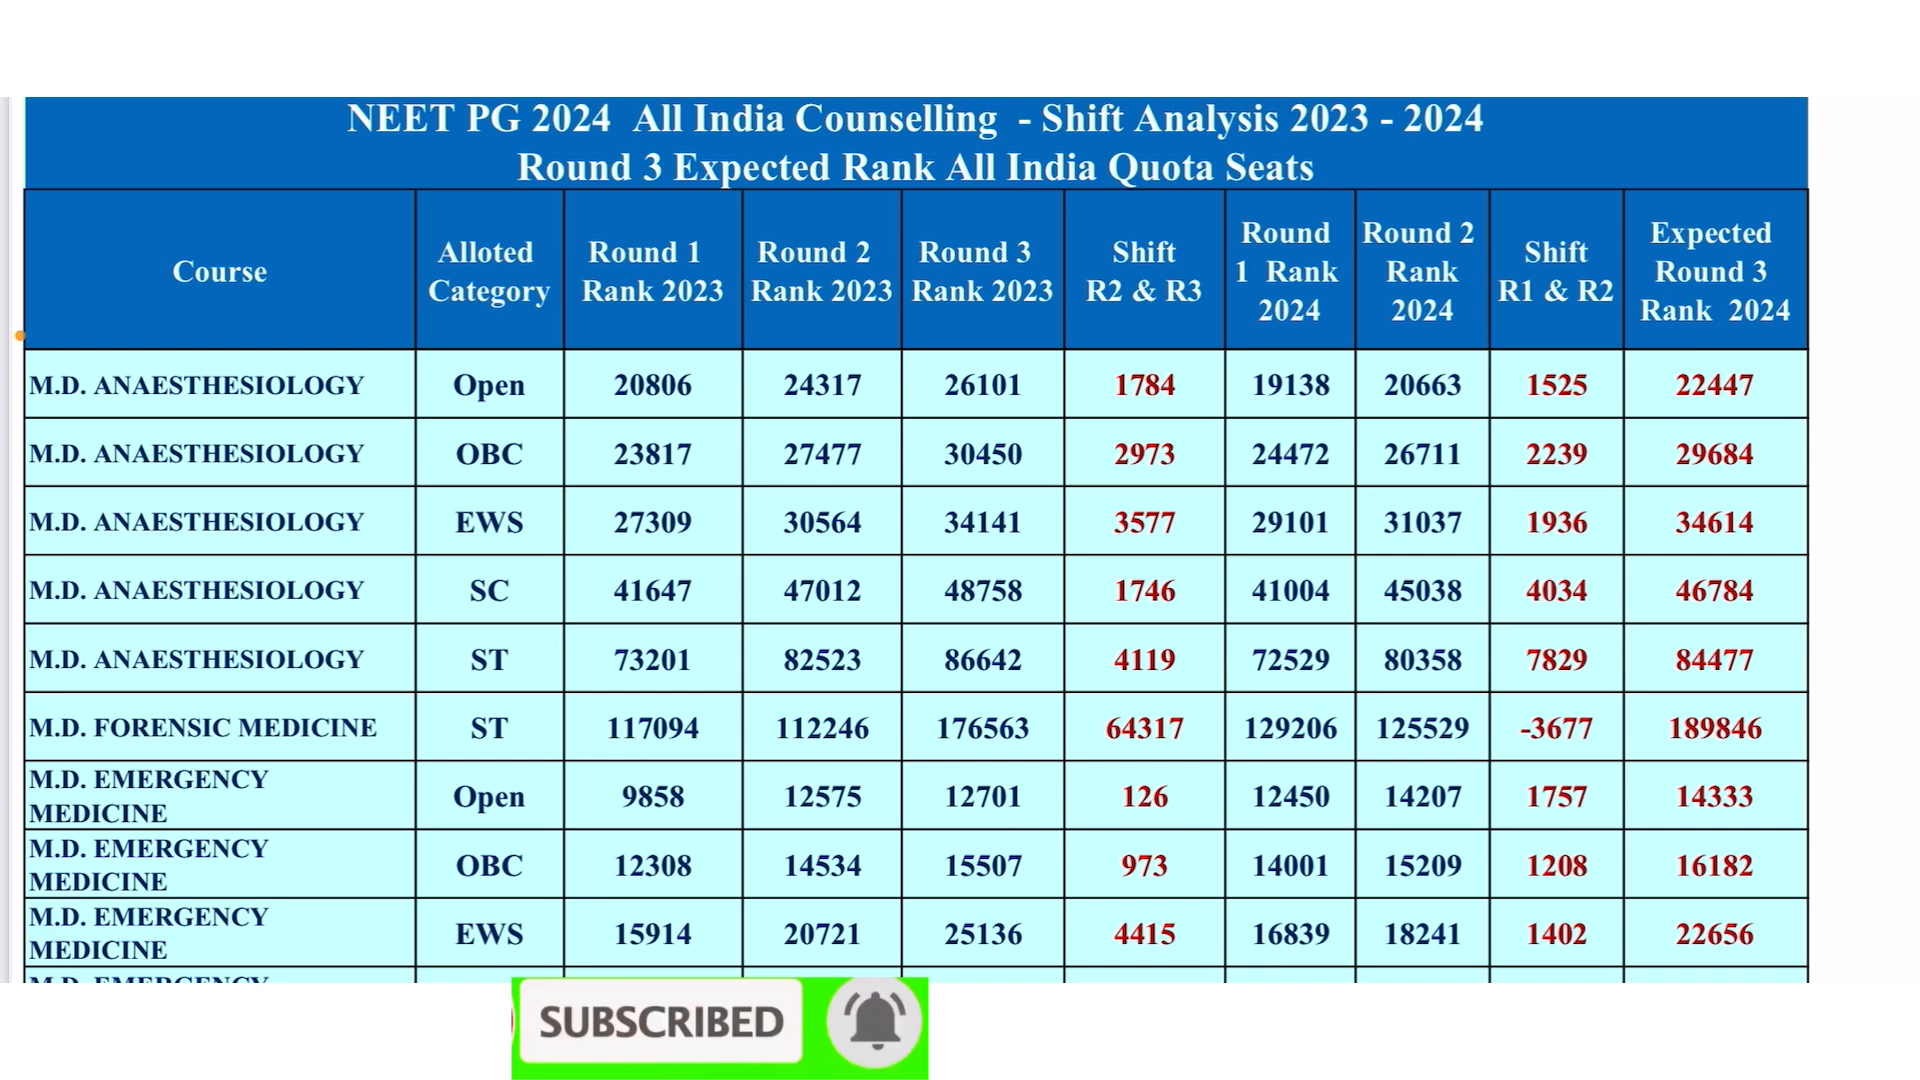 NEET PG 2024 All India Counselling - Shift Analysis 2023 - 2024
Round 3 Expected Rank All India Quota Seats
Course Alloted Category Round 1 Rank 2023 Round 2 Rank 2023 Round 3 Rank 2023 Shift R2 & R3 Round 1 Rank 2024 Round 2 Rank 2024 Shift R1 & R2 Expected Round 3 Rank 2024
M.D. ANAESTHESIOLOGY Open 20806 24317 26101 1784 19138 20663 1525 22447
M.D. ANAESTHESIOLOGY OBC 23817 27477 30450 2973 24472 26711 2239 29684
M.D. ANAESTHESIOLOGY EWS 27309 30564 34141 3577 29101 31037 1936 34614
M.D. ANAESTHESIOLOGY SC 41647 47012 48758 1746 41004 45038 4034 46784
M.D. ANAESTHESIOLOGY ST 73201 82523 86642 4119 72529 80358 7829 84477
M.D. FORENSIC MEDICINE ST 117094 112246 176563 64317 129206 125529 -3677 189846
M.D. EMERGENCY MEDICINE Open 9858 12575 12701 126 12450 14207 1757 14333
M.D. EMERGENCY MEDICINE OBC 12308 14534 15507 973 14001 15209 1208 16182
M.D. EMERGENCY MEDICINE EWS 15914 20721 25136 4415 16839 18241 1402 22656
SUBSCRIBED